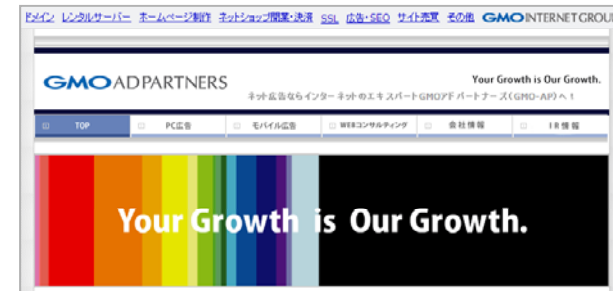 ドメイン レンタルサーバー ホームページ制作 ネットショップ開業・決済 SSL 広告・SEO サイト売買 その他 GMO INTERNET GROU
GMO ADPARTNERS
Your Growth is Our Growth.
ネット広告ならインターネットのエキスパートGMOアドパートナーズ(GMO-AP)へ!
TOP PC広告 モバイル広告 WEBコンサルティング 会社情報 IR情報
Your Growth is Our Growth.